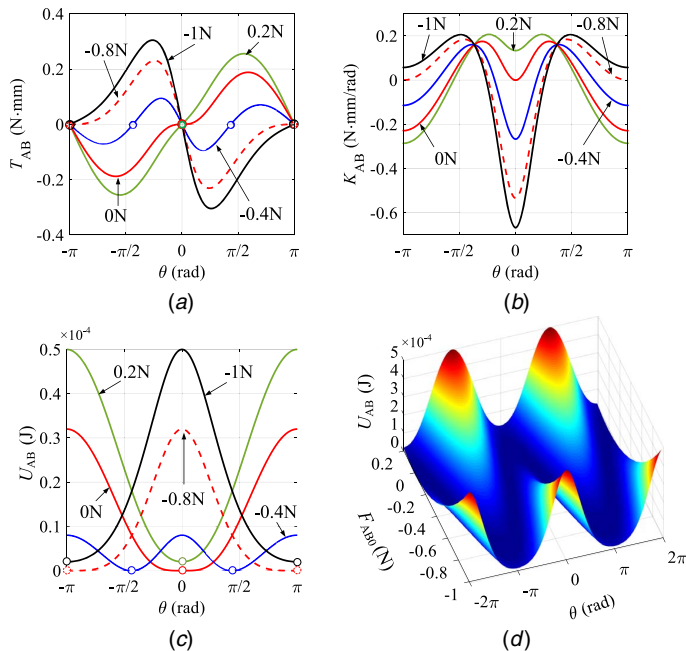 0.4
0.2
0
-0.2
-0.4
T_AB (N·mm)
-1N
-0.8N
0.2N
0N
-0.4N
-π
-π/2
0
π/2
π
θ (rad)
(a)
0.2
0
-0.2
-0.4
-0.6
K_AB (N·mm/rad)
-1N
0.2N
-0.8N
0N
-0.4N
-π
-π/2
0
π/2
π
θ (rad)
(b)
×10⁻⁴
0.5
0.4
0.3
0.2
0.1
0
U_AB (J)
0.2N
-1N
0N
-0.8N
-0.4N
-π
-π/2
0
π/2
π
θ (rad)
(c)
×10⁻⁴
5
4
3
2
1
0
U_AB (J)
0.2
0
-0.2
-0.4
-0.6
-0.8
-1
F_AB0 (N)
-2π
-π
0
π
2π
θ (rad)
(d)